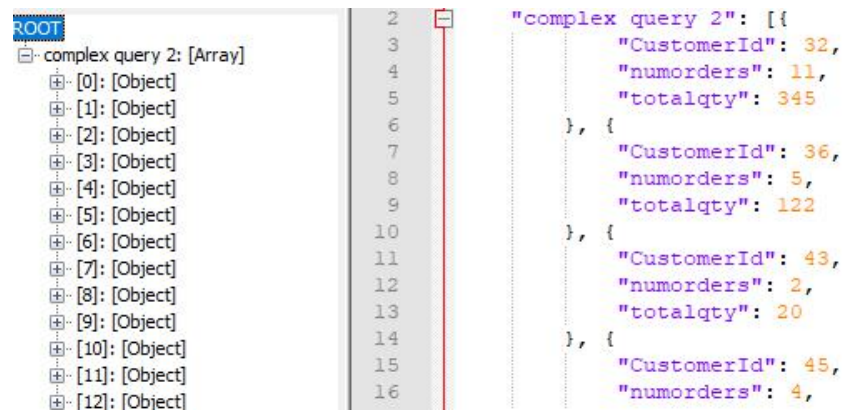 ROOT
complex query 2: [Array]
[0]: [Object]
[1]: [Object]
[2]: [Object]
[3]: [Object]
[4]: [Object]
[5]: [Object]
[6]: [Object]
[7]: [Object]
[8]: [Object]
[9]: [Object]
[10]: [Object]
[11]: [Object]
[12]: [Object]
2 "complex query 2": [{
3 "CustomerId": 32,
4 "numorders": 11,
5 "totalqty": 345
6 }, {
7 "CustomerId": 36,
8 "numorders": 5,
9 "totalqty": 122
10 }, {
11 "CustomerId": 43,
12 "numorders": 2,
13 "totalqty": 20
14 }, {
15 "CustomerId": 45,
16 "numorders": 4,